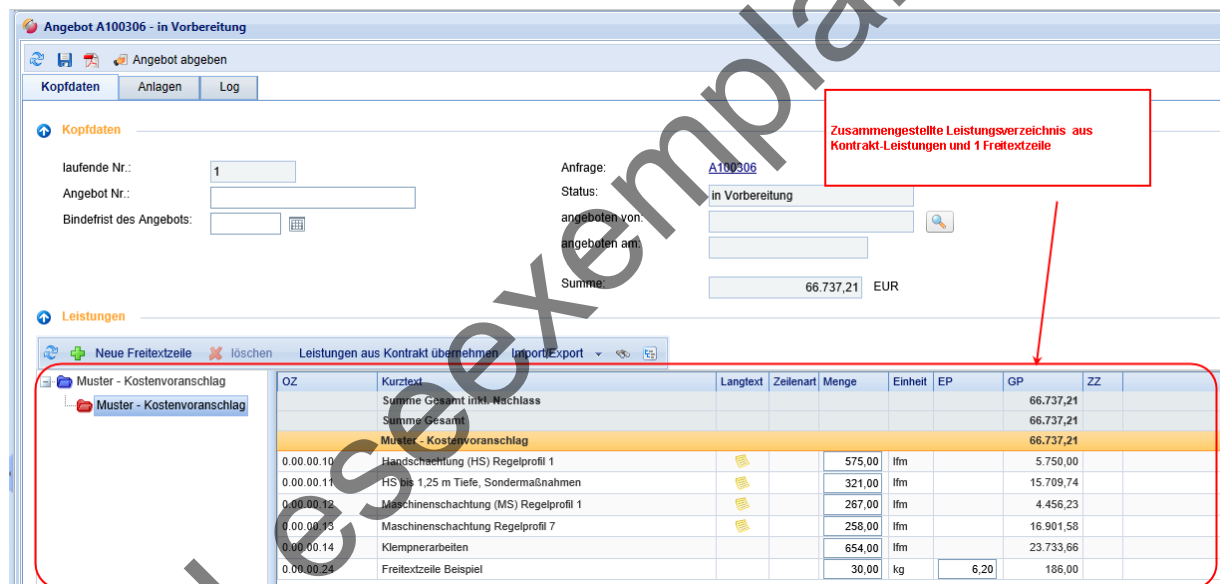 Angebot A100306 - in Vorbereitung
Angebot abgeben
Kopfdaten Anlagen Log
Kopfdaten
Zusammengestellte Leistungsverzeichnis aus
Kontrakt-Leistungen und 1 Freitextzeile
laufende Nr.: 1 Anfrage: A100306
Angebot Nr.: Status: in Vorbereitung
Bindefrist des Angebots: angeboten von:
angeboten am:
Summe: 66.737,21 EUR
Leistungen
Neue Freitextzeile löschen Leistungen aus Kontrakt übernehmen Import/Export
Muster - Kostenvoranschlag
Muster - Kostenvoranschlag
OZ Kurztext Langtext Zeilenart Menge Einheit EP GP ZZ
Summe Gesamt inkl. Nachlass 66.737,21
Summe Gesamt 66.737,21
Muster - Kostenvoranschlag 66.737,21
0.00.00.10 Handschachtung (HS) Regelprofil 1 575,00 lfm 5.750,00
0.00.00.11 HS bis 1,25 m Tiefe, Sondermaßnahmen 321,00 lfm 15.709,74
0.00.00.12 Maschinenschachtung (MS) Regelprofil 1 267,00 lfm 4.456,23
0.00.00.13 Maschinenschachtung Regelprofil 7 258,00 lfm 16.901,58
0.00.00.14 Klempnerarbeiten 654,00 lfm 23.733,66
0.00.00.24 Freitextzeile Beispiel 30,00 kg 6,20 186,00
Leseexemplar